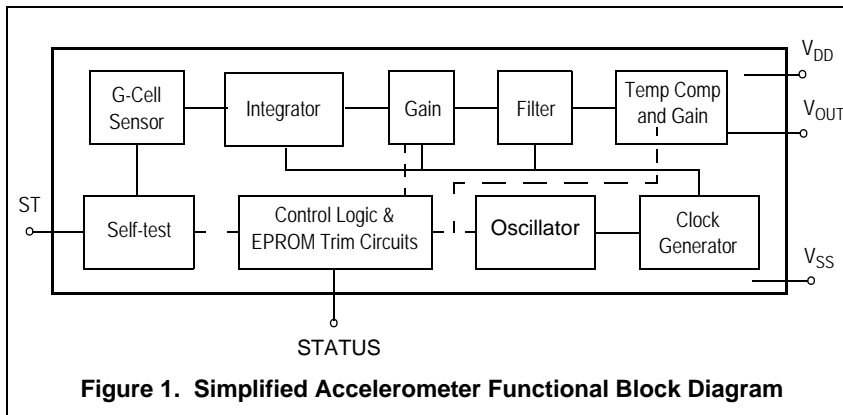 V_DD
G-Cell
Sensor
Integrator
Gain
Filter
Temp Comp
and Gain
V_OUT
ST
Self-test
Control Logic &
EPROM Trim Circuits
Oscillator
Clock
Generator
V_SS
STATUS
Figure 1. Simplified Accelerometer Functional Block Diagram